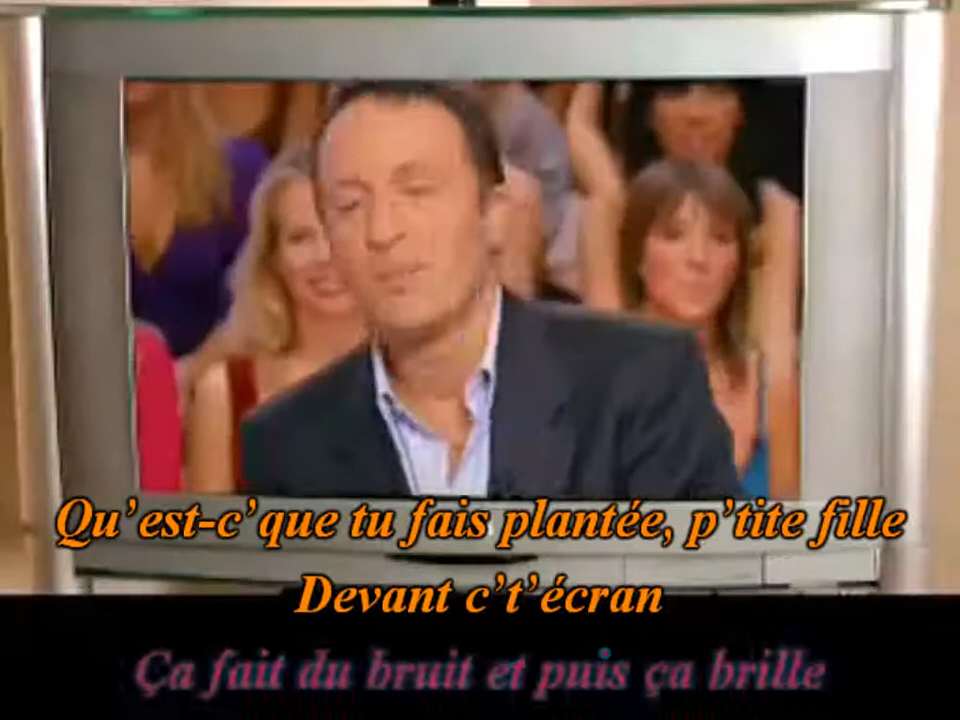 Qu’est-c’que tu fais plantée, p’tite fille
Devant c’t’écran
Ça fait du bruit et puis ça brille